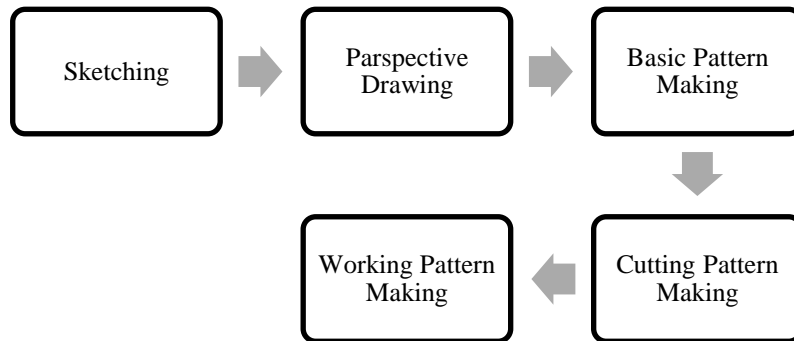 Sketching
Parspective
Drawing
Basic Pattern
Making
Cutting Pattern
Making
Working Pattern
Making